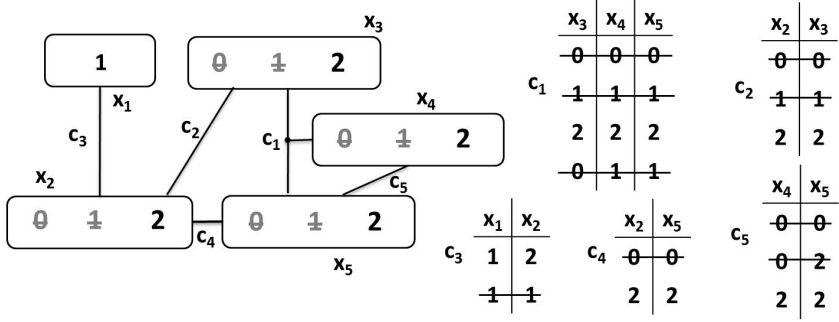 x3
1
0 1 2
x1
x4
c3
c2
c1
0 1 2
x2
c5
0 1 2
c4
0 1 2
x5
x3 x4 x5
0 0 0
c1
1 1 1
2 2 2
0 1 1
x2 x3
0 0
c2
1 1
2 2
x1 x2
c3
1 2
1 1
x2 x5
c4
0 0
2 2
x4 x5
0 0
c5
0 2
2 2